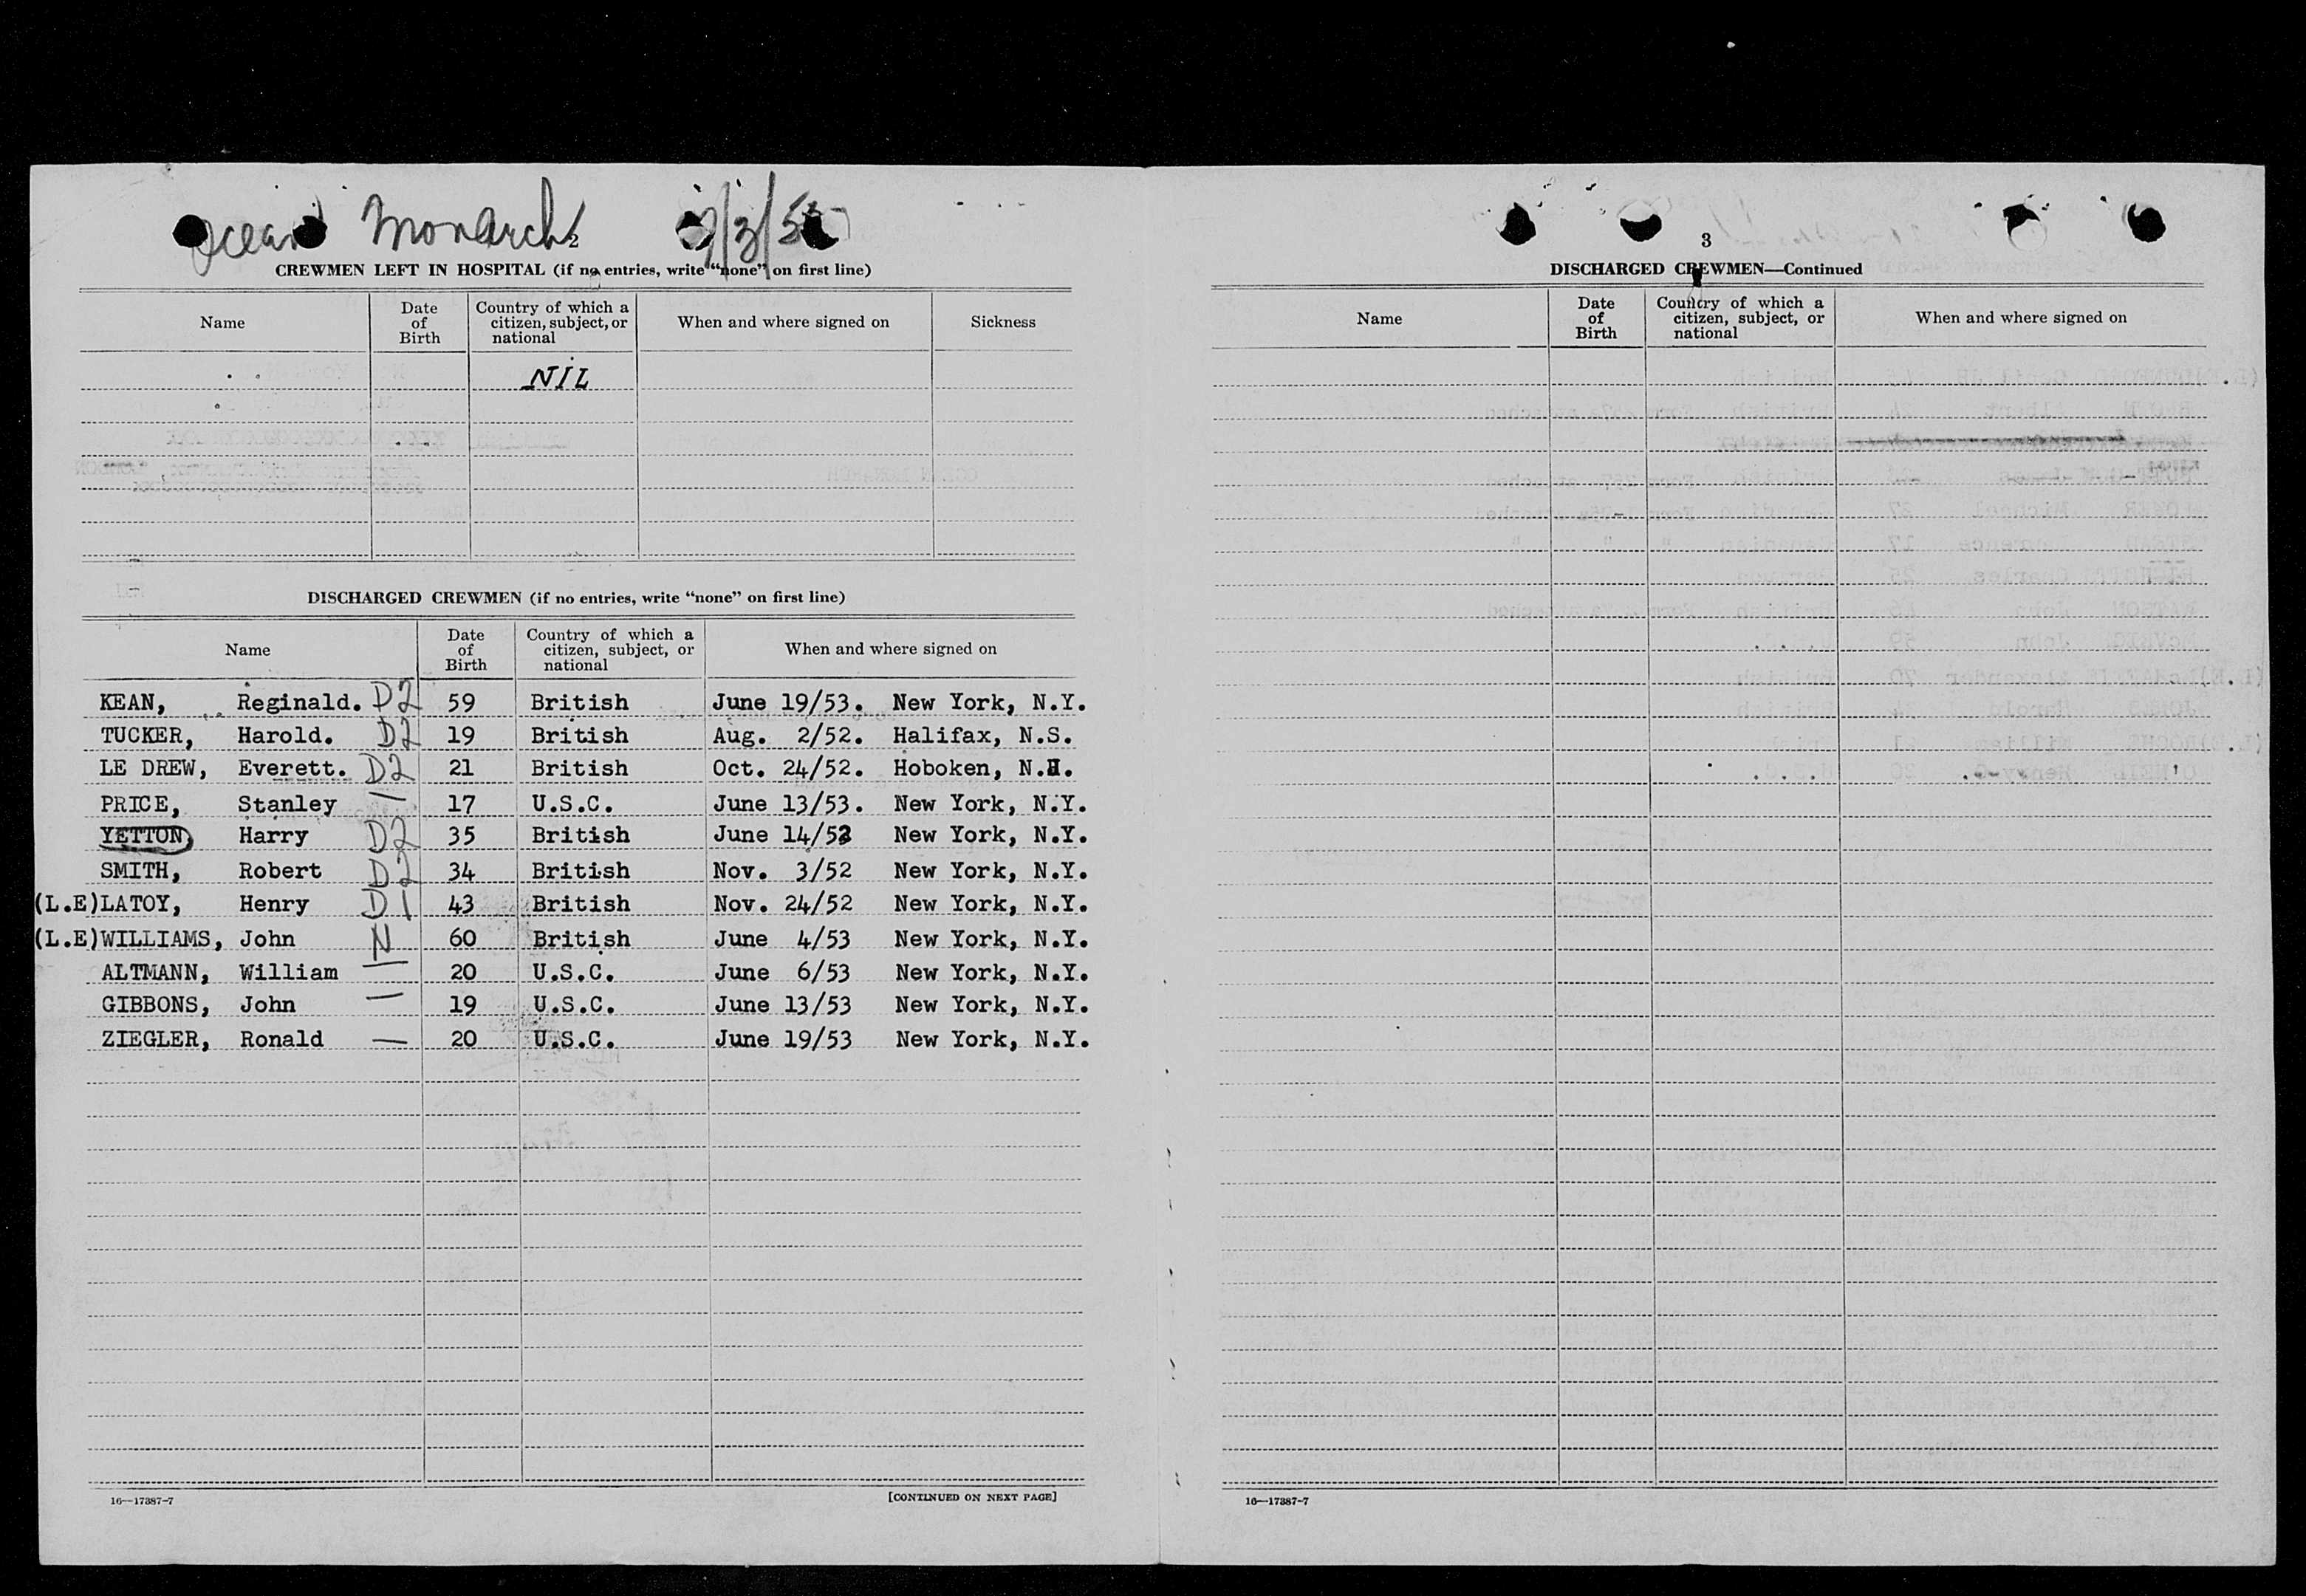 Ocean Monarch 7/3/53
2
CREWMEN LEFT IN HOSPITAL (if no entries, write "none" on first line)
Name Date of Birth Country of which a citizen, subject, or national When and where signed on Sickness
NIL
DISCHARGED CREWMEN (if no entries, write "none" on first line)
Name Date of Birth Country of which a citizen, subject, or national When and where signed on
KEAN, Reginald. D2 59 British June 19/53. New York, N.Y.
TUCKER, Harold. D2 19 British Aug. 2/52. Halifax, N.S.
LE DREW, Everett. D2 21 British Oct. 24/52. Hoboken, N.
PRICE, Stanley — 17 U.S.C. June 13/53. New York, N.Y.
YETTON, Harry D2 35 British June 14/52 New York, N.Y.
SMITH, Robert D2 34 British Nov. 3/52 New York, N.Y.
(L.E)LATOY, Henry D1 43 British Nov. 24/52 New York, N.Y.
(L.E)WILLIAMS, John N 60 British June 4/53 New York, N.Y.
ALTMANN, William — 20 U.S.C. June 6/53 New York, N.Y.
GIBBONS, John — 19 U.S.C. June 13/53 New York, N.Y.
ZIEGLER, Ronald — 20 U.S.C. June 19/53 New York, N.Y.
16—17387-7 [CONTINUED ON NEXT PAGE]
3
DISCHARGED CREWMEN—Continued
Name Date of Birth Country of which a citizen, subject, or national When and where signed on
16—17387-7